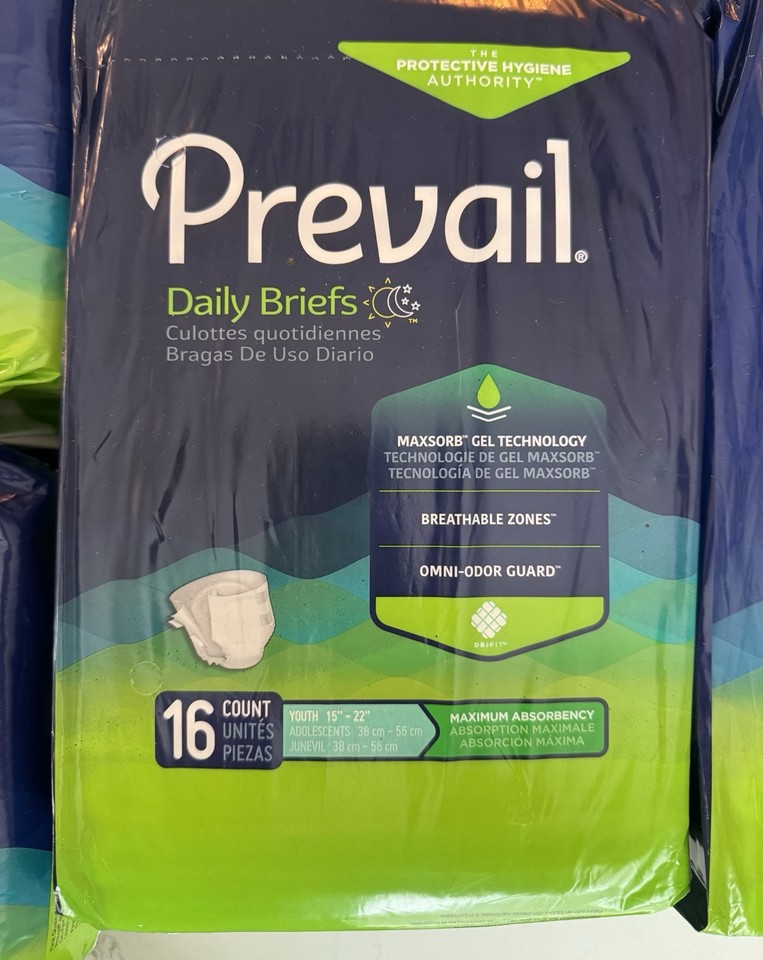 THE
PROTECTIVE HYGIENE
AUTHORITY™
Prevail®
Daily Briefs™
Culottes quotidiennes
Bragas De Uso Diario
MAXSORB™ GEL TECHNOLOGY
TECHNOLOGIE DE GEL MAXSORB™
TECNOLOGÍA DE GEL MAXSORB™
BREATHABLE ZONES™
OMNI-ODOR GUARD™
DRIFIT™
16 COUNT
UNITÉS
PIEZAS
YOUTH 15" - 22"
ADOLESCENTS 38 cm - 56 cm
JUNEVIL 38 cm - 56 cm
MAXIMUM ABSORBENCY
ABSORPTION MAXIMALE
ABSORCIÓN MÁXIMA